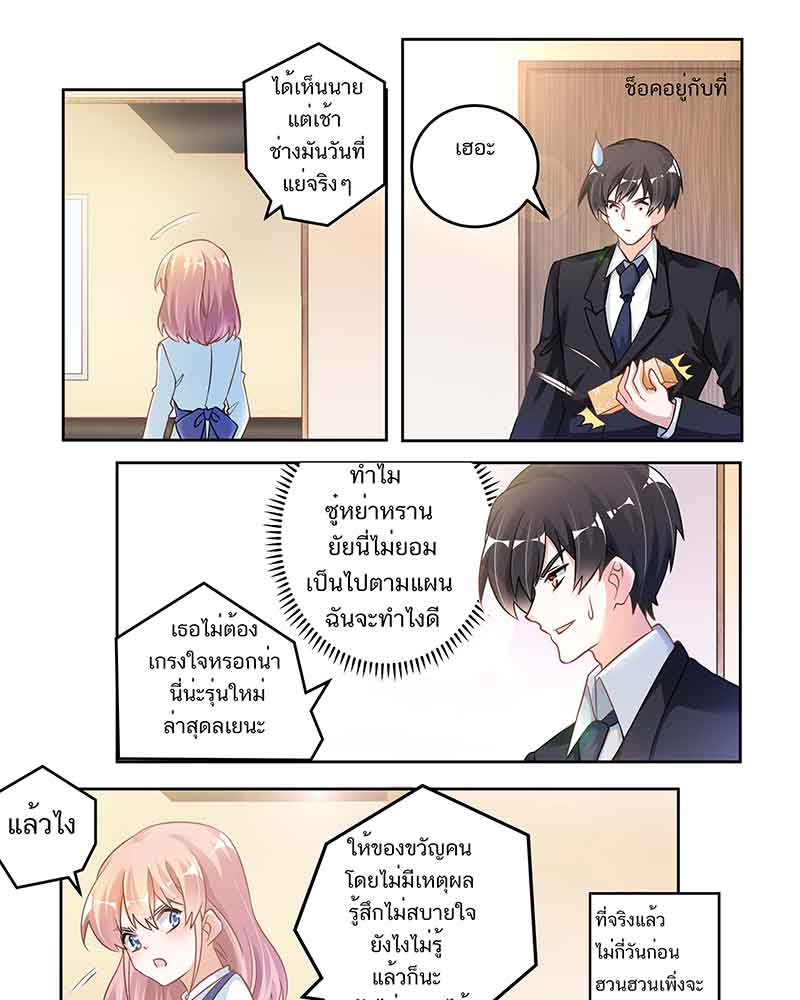 ได้เห็นนาย
แต่เช้า
ช่างมันวันที่
แย่จริงๆ
ช็อคอยู่กับที่
เฮอะ
ทำไม
ซู่หย่าหราน
ยัยนี่ไม่ยอม
เป็นไปตามแผน
ฉันจะทำไงดี
เธอไม่ต้อง
เกรงใจหรอกน่า
นี่น่ะรุ่นใหม่
ล่าสุดลเยนะ
แล้วไง
ให้ของขวัญคน
โดยไม่มีเหตุผล
รู้สึกไม่สบายใจ
ยังไงไม่รู้
แล้วก็นะ
ที่จริงแล้ว
ไม่กี่วันก่อน
ฮวนฮวนเพิ่งจะ